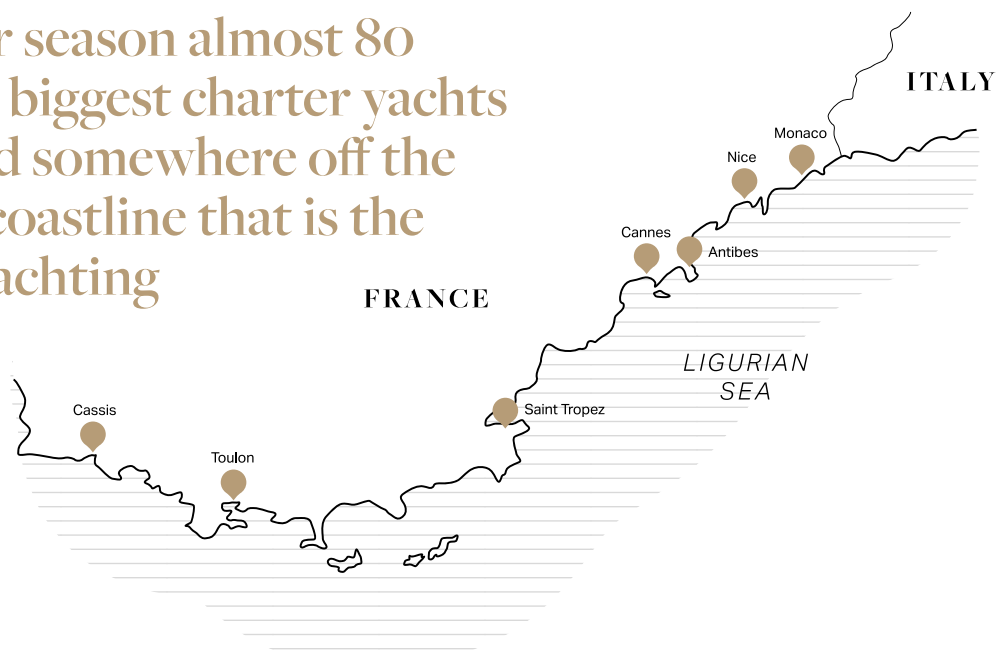 r season almost 80
biggest charter yachts
d somewhere off the
coastline that is the
achting
ITALY
Monaco
Nice
Cannes
Antibes
FRANCE
LIGURIAN
SEA
Saint Tropez
Cassis
Toulon